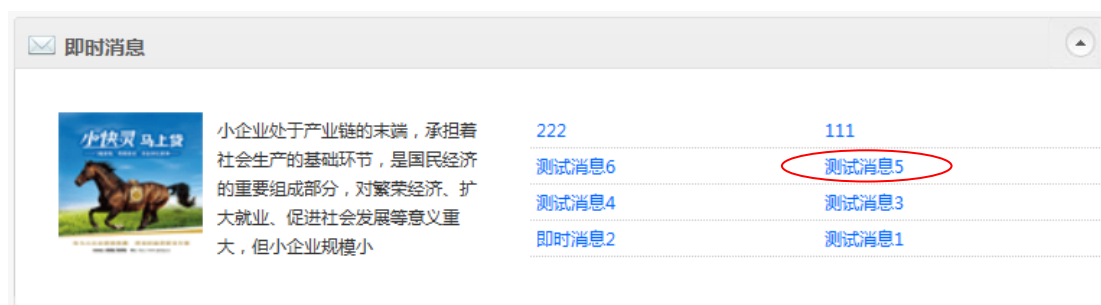 即时消息
小快灵 马上贷
小企业处于产业链的末端，承担着
社会生产的基础环节，是国民经济
的重要组成部分，对繁荣经济、扩
大就业、促进社会发展等意义重
大，但小企业规模小
222 111
测试消息6 测试消息5
测试消息4 测试消息3
即时消息2 测试消息1